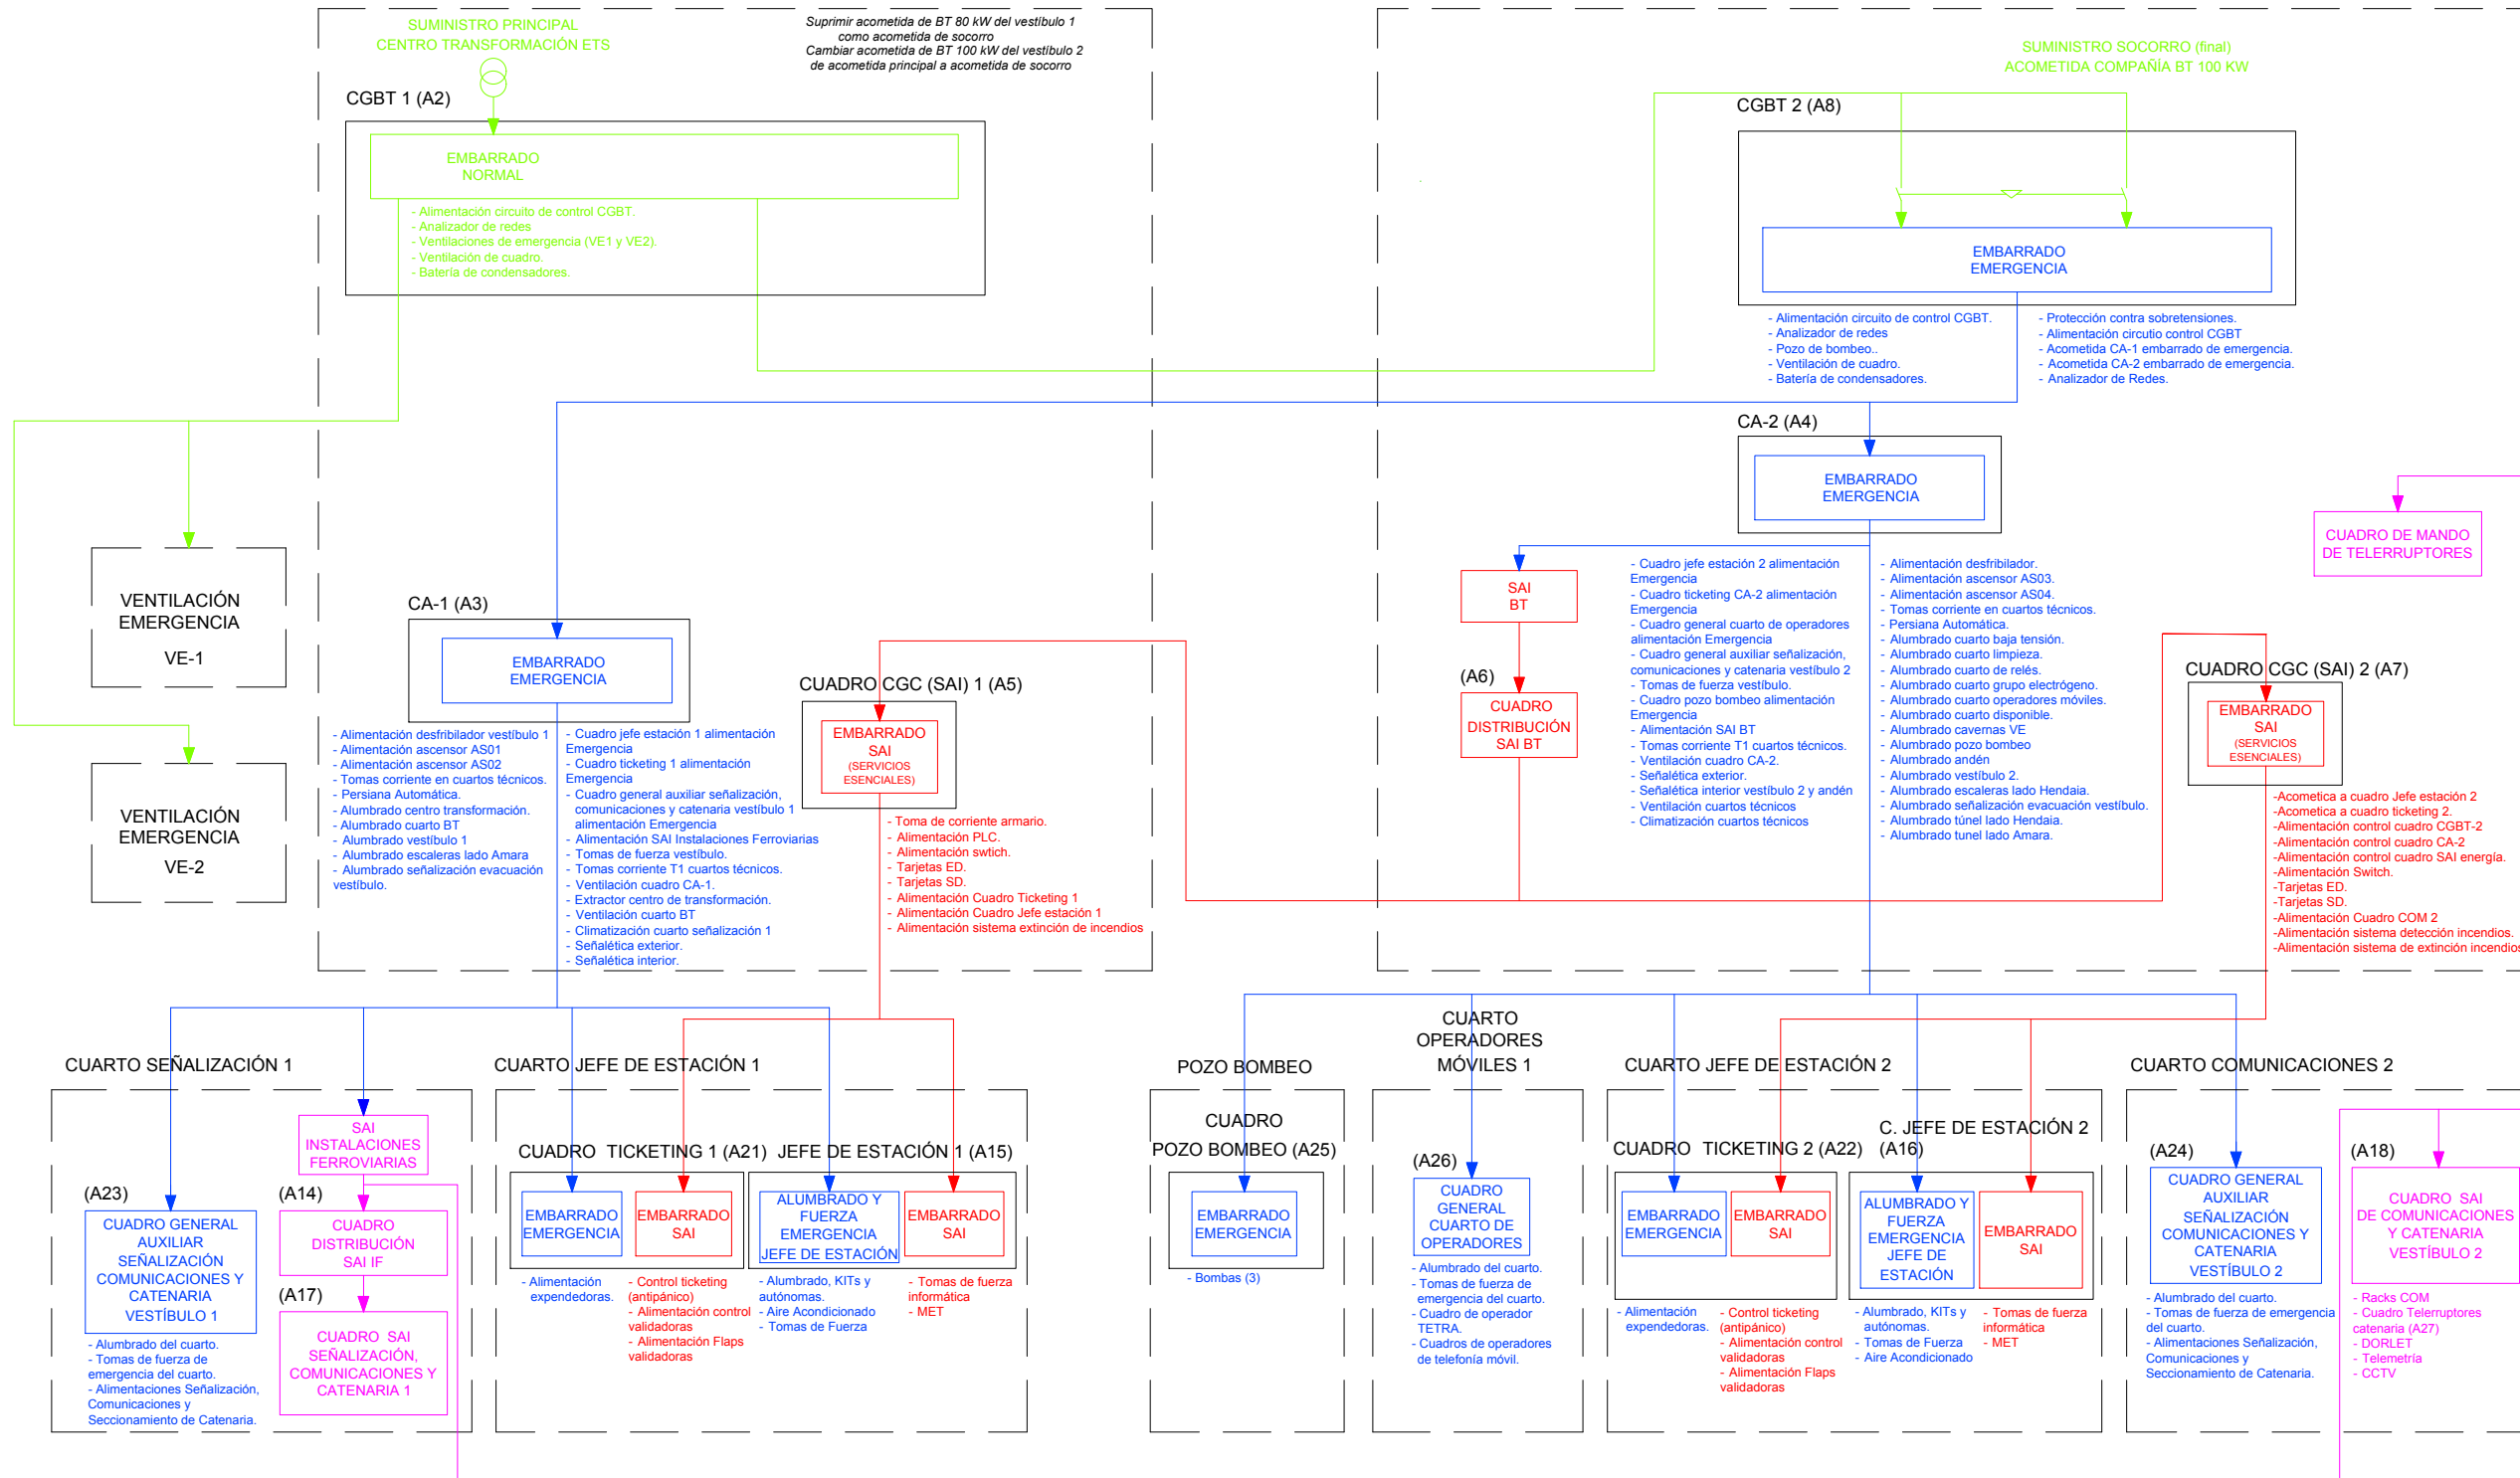 SUMINISTRO PRINCIPAL
CENTRO TRANSFORMACIÓN ETS
Suprimir acometida de BT 80 kW del vestíbulo 1
como acometida de socorro
Cambiar acometida de BT 100 kW del vestíbulo 2
de acometida principal a acometida de socorro
CGBT 1 (A2)
EMBARRADO
NORMAL
- Alimentación circuito de control CGBT.
- Analizador de redes
- Ventilaciones de emergencia (VE1 y VE2).
- Ventilación de cuadro.
- Batería de condensadores.
SUMINISTRO SOCORRO (final)
ACOMETIDA COMPAÑÍA BT 100 KW
CGBT 2 (A8)
EMBARRADO
EMERGENCIA
- Alimentación circuito de control CGBT.
- Analizador de redes
- Pozo de bombeo..
- Ventilación de cuadro.
- Batería de condensadores.
- Protección contra sobretensiones.
- Alimentación circutio control CGBT
- Acometida CA-1 embarrado de emergencia.
- Acometida CA-2 embarrado de emergencia.
- Analizador de Redes.
CA-2 (A4)
EMBARRADO
EMERGENCIA
CUADRO DE MANDO
DE TELERRUPTORES
VENTILACIÓN
EMERGENCIA
VE-1
VENTILACIÓN
EMERGENCIA
VE-2
CA-1 (A3)
EMBARRADO
EMERGENCIA
- Alimentación desfribilador vestíbulo 1
- Alimentación ascensor AS01
- Alimentación ascensor AS02
- Tomas corriente en cuartos técnicos.
- Persiana Automática.
- Alumbrado centro transformación.
- Alumbrado cuarto BT
- Alumbrado vestíbulo 1
- Alumbrado escaleras lado Amara
- Alumbrado señalización evacuación
vestíbulo.
- Cuadro jefe estación 1 alimentación
Emergencia
- Cuadro ticketing 1 alimentación
Emergencia
- Cuadro general auxiliar señalización,
comunicaciones y catenaria vestíbulo 1
alimentación Emergencia
- Alimentación SAI Instalaciones Ferroviarias
- Tomas de fuerza vestíbulo.
- Tomas corriente T1 cuartos técnicos.
- Ventilación cuadro CA-1.
- Extractor centro de transformación.
- Ventilación cuarto BT
- Climatización cuarto señalización 1
- Señalética exterior.
- Señalética interior.
CUADRO CGC (SAI) 1 (A5)
EMBARRADO
SAI
(SERVICIOS
ESENCIALES)
- Toma de corriente armario.
- Alimentación PLC.
- Alimentación swtich.
- Tarjetas ED.
- Tarjetas SD.
- Alimentación Cuadro Ticketing 1
- Alimentación Cuadro Jefe estación 1
- Alimentación sistema extinción de incendios
SAI
BT
(A6)
CUADRO
DISTRIBUCIÓN
SAI BT
- Cuadro jefe estación 2 alimentación
Emergencia
- Cuadro ticketing CA-2 alimentación
Emergencia
- Cuadro general cuarto de operadores
alimentación Emergencia
- Cuadro general auxiliar señalización,
comunicaciones y catenaria vestíbulo 2
- Tomas de fuerza vestíbulo.
- Cuadro pozo bombeo alimentación
Emergencia
- Alimentación SAI BT
- Tomas corriente T1 cuartos técnicos.
- Ventilación cuadro CA-2.
- Señalética exterior.
- Señalética interior vestíbulo 2 y andén
- Ventilación cuartos técnicos
- Climatización cuartos técnicos
- Alimentación desfribilador.
- Alimentación ascensor AS03.
- Alimentación ascensor AS04.
- Tomas corriente en cuartos técnicos.
- Persiana Automática.
- Alumbrado cuarto baja tensión.
- Alumbrado cuarto limpieza.
- Alumbrado cuarto de relés.
- Alumbrado cuarto grupo electrógeno.
- Alumbrado cuarto operadores móviles.
- Alumbrado cuarto disponible.
- Alumbrado cavernas VE
- Alumbrado pozo bombeo
- Alumbrado andén
- Alumbrado vestíbulo 2.
- Alumbrado escaleras lado Hendaia.
- Alumbrado señalización evacuación vestíbulo.
- Alumbrado túnel lado Hendaia.
- Alumbrado tunel lado Amara.
CUADRO CGC (SAI) 2 (A7)
EMBARRADO
SAI
(SERVICIOS
ESENCIALES)
-Acometica a cuadro Jefe estación 2
-Acometica a cuadro ticketing 2.
-Alimentación control cuadro CGBT-2
-Alimentación control cuadro CA-2
-Alimentación control cuadro SAI energía.
-Alimentación Switch.
-Tarjetas ED.
-Tarjetas SD.
-Alimentación Cuadro COM 2
-Alimentación sistema detección incendios.
-Alimentación sistema de extinción incendios
CUARTO SEÑALIZACIÓN 1
SAI
INSTALACIONES
FERROVIARIAS
(A23)
CUADRO GENERAL
AUXILIAR
SEÑALIZACIÓN
COMUNICACIONES Y
CATENARIA
VESTÍBULO 1
- Alumbrado del cuarto.
- Tomas de fuerza de
emergencia del cuarto.
- Alimentaciones Señalización,
Comunicaciones y
Seccionamiento de Catenaria.
(A14)
CUADRO
DISTRIBUCIÓN
SAI IF
(A17)
CUADRO SAI
SEÑALIZACIÓN,
COMUNICACIONES Y
CATENARIA 1
CUARTO JEFE DE ESTACIÓN 1
CUADRO TICKETING 1 (A21)
EMBARRADO
EMERGENCIA
EMBARRADO
SAI
- Alimentación
expendedoras.
- Control ticketing
(antipánico)
- Alimentación control
validadoras
- Alimentación Flaps
validadoras
JEFE DE ESTACIÓN 1 (A15)
ALUMBRADO Y
FUERZA
EMERGENCIA
JEFE DE ESTACIÓN
EMBARRADO
SAI
- Alumbrado, KITs y
autónomas.
- Aire Acondicionado
- Tomas de Fuerza
- Tomas de fuerza
informática
- MET
POZO BOMBEO
CUADRO
POZO BOMBEO (A25)
EMBARRADO
EMERGENCIA
- Bombas (3)
CUARTO
OPERADORES
MÓVILES 1
(A26)
CUADRO
GENERAL
CUARTO DE
OPERADORES
- Alumbrado del cuarto.
- Tomas de fuerza de
emergencia del cuarto.
- Cuadro de operador
TETRA.
- Cuadros de operadores
de telefonía móvil.
CUARTO JEFE DE ESTACIÓN 2
CUADRO TICKETING 2 (A22)
EMBARRADO
EMERGENCIA
EMBARRADO
SAI
- Alimentación
expendedoras.
- Control ticketing
(antipánico)
- Alimentación control
validadoras
- Alimentación Flaps
validadoras
C. JEFE DE ESTACIÓN 2
(A16)
ALUMBRADO Y
FUERZA
EMERGENCIA
JEFE DE
ESTACIÓN
EMBARRADO
SAI
- Alumbrado, KITs y
autónomas.
- Tomas de Fuerza
- Aire Acondicionado
- Tomas de fuerza
informática
- MET
CUARTO COMUNICACIONES 2
(A24)
CUADRO GENERAL
AUXILIAR
SEÑALIZACIÓN
COMUNICACIONES Y
CATENARIA
VESTÍBULO 2
- Alumbrado del cuarto.
- Tomas de fuerza de emergencia
del cuarto.
- Alimentaciones Señalización,
Comunicaciones y
Seccionamiento de Catenaria.
(A18)
CUADRO SAI
DE COMUNICACIONES
Y CATENARIA
VESTÍBULO 2
- Racks COM
- Cuadro Telerruptores
catenaria (A27)
- DORLET
- Telemetría
- CCTV